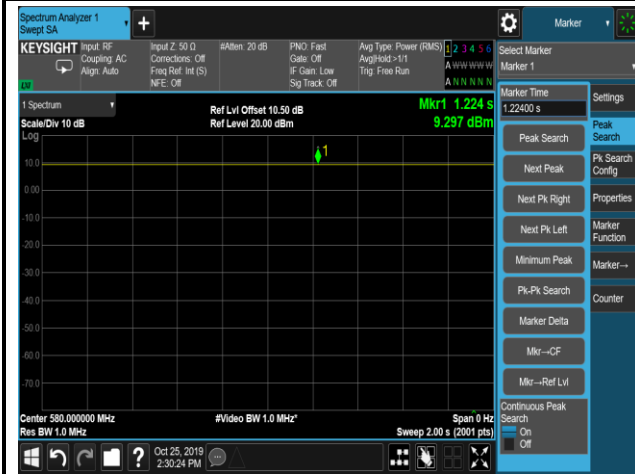 Spectrum Analyzer 1
Swept SA
+
Marker
KEYSIGHT
Input: RF
Coupling: AC
Align: Auto
Input Z: 50 Ω
Corrections: Off
Freq Ref: Int (S)
NFE: Off
#Atten: 20 dB
PNO: Fast
Gate: Off
IF Gain: Low
Sig Track: Off
Avg Type: Power (RMS)
Avg|Hold:>1/1
Trig: Free Run
1 2 3 4 5 6
A W W W W W
A N N N N N
Select Marker
Marker 1
1 Spectrum
Scale/Div 10 dB
Log
Ref Lvl Offset 10.50 dB
Ref Level 20.00 dBm
Mkr1 1.224 s
9.297 dBm
1
10.0
0.00
-10.0
-20.0
-30.0
-40.0
-50.0
-60.0
-70.0
Center 580.000000 MHz
Res BW 1.0 MHz
#Video BW 1.0 MHz*
Span 0 Hz
Sweep 2.00 s (2001 pts)
Marker Time
1.22400 s
Peak Search
Next Peak
Next Pk Right
Next Pk Left
Minimum Peak
Pk-Pk Search
Marker Delta
Mkr→CF
Mkr→Ref Lvl
Continuous Peak
Search
On
Off
Settings
Peak
Search
Pk Search
Config
Properties
Marker
Function
Marker→
Counter
?
Oct 25, 2019
2:30:24 PM